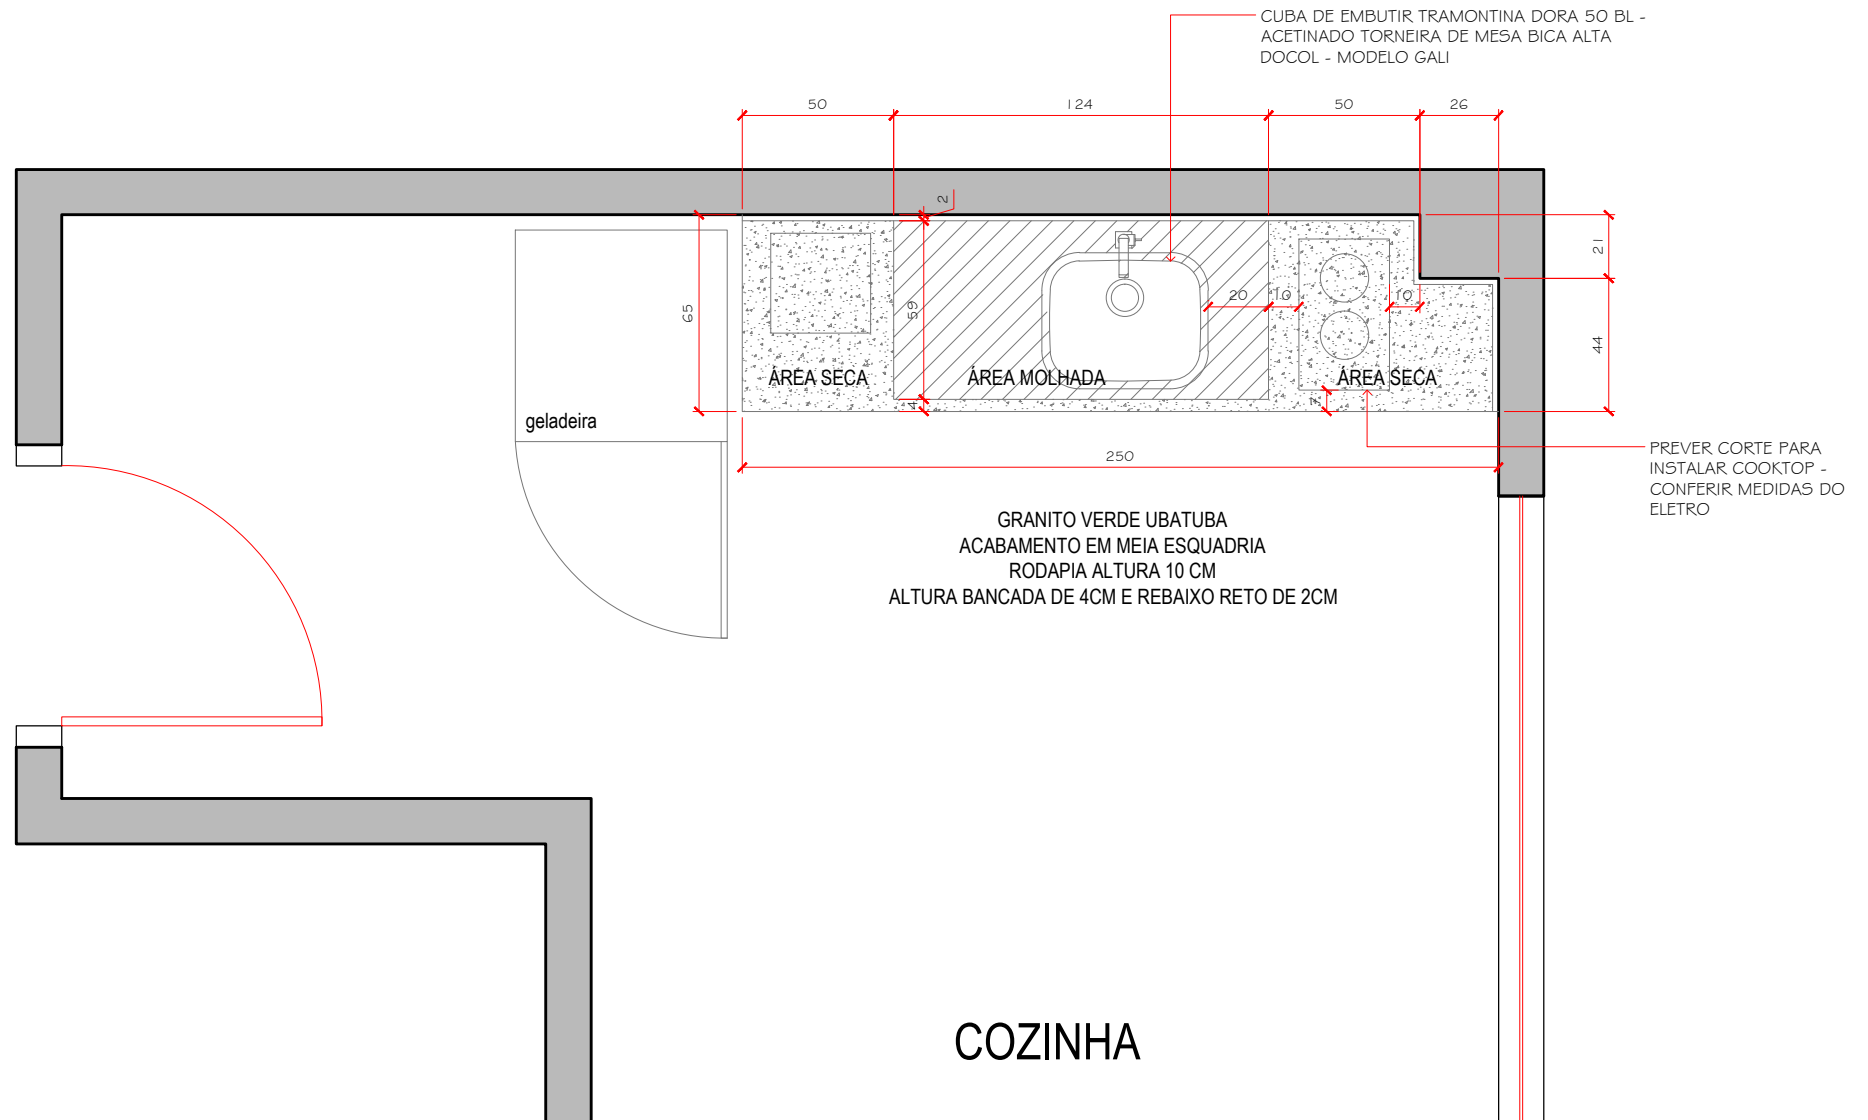 CUBA DE EMBUTIR TRAMONTINA DORA 50 BL -
ACETINADO TORNEIRA DE MESA BICA ALTA
DOCOL - MODELO GALI
50
124
50
26
2
21
65
59
20
10
10
44
ÁREA SECA
ÁREA MOLHADA
ÁREA SECA
4
7
geladeira
250
PREVER CORTE PARA
INSTALAR COOKTOP -
CONFERIR MEDIDAS DO
ELETRO
GRANITO VERDE UBATUBA
ACABAMENTO EM MEIA ESQUADRIA
RODAPIA ALTURA 10 CM
ALTURA BANCADA DE 4CM E REBAIXO RETO DE 2CM
COZINHA